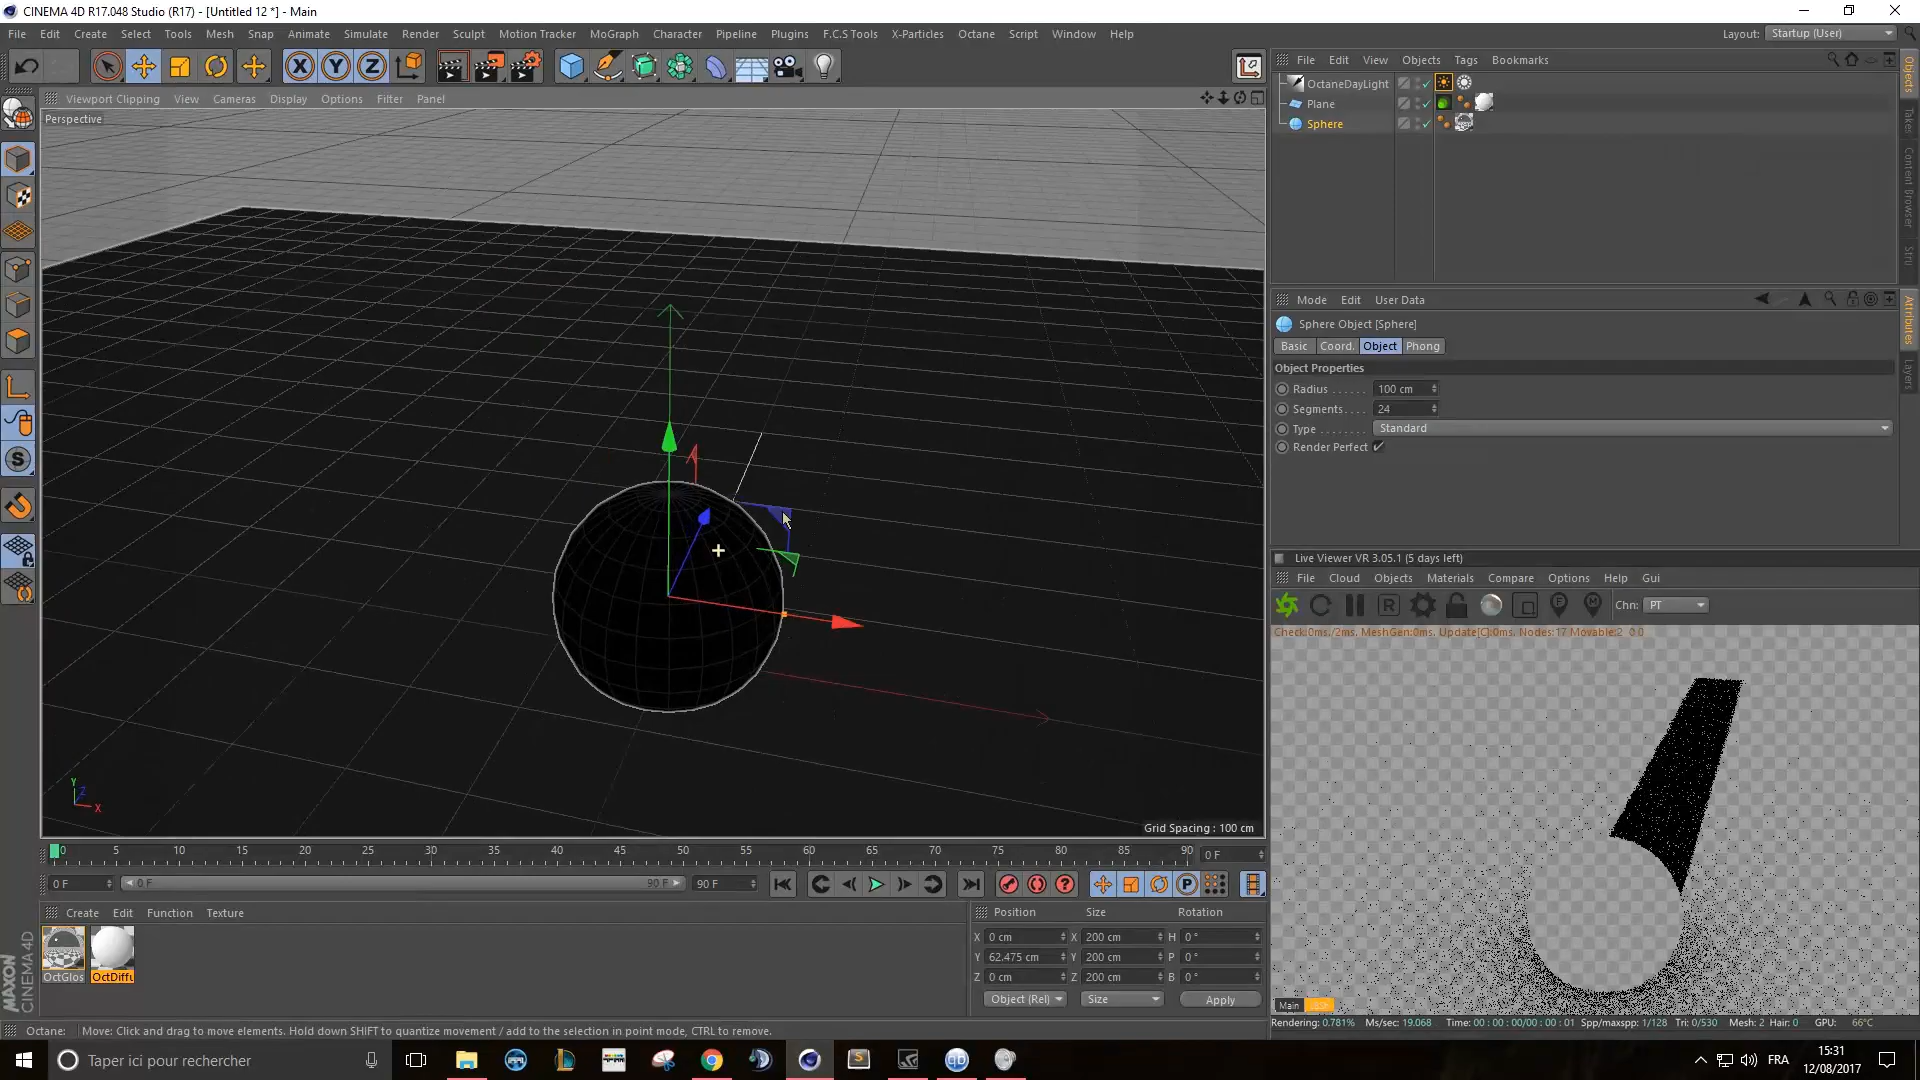 CINEMA 4D R17.048 Studio (R17) - [Untitled 12 *] - Main
File Edit Create Select Tools Mesh Snap Animate Simulate Render Sculpt Motion Tracker MoGraph Character Pipeline Plugins F.C.S Tools X-Particles Octane Script Window Help Layout: Startup (User)
X Y Z
Viewport Clipping View Cameras Display Options Filter Panel
Perspective
File Edit View Objects Tags Bookmarks
OctaneDayLight
Plane
Sphere
Objects
Takes
Content Browser
Mode Edit User Data
Sphere Object [Sphere]
Basic Coord. Object Phong
Object Properties
Radius . . . . . . 100 cm
Segments. . . . 24
Type . . . . . . . . Standard
Render Perfect
Attributes
Layers
Live Viewer VR 3.05.1 (5 days left)
File Cloud Objects Materials Compare Options Help Gui
R
Chn: PT
Check:0ms./2ms. MeshGen:0ms. Update[C]:0ms. Nodes:17 Movable:2 0.0
Y Z X
Grid Spacing : 100 cm
0 5 10 15 20 25 30 35 40 45 50 55 60 65 70 75 80 85 90 0 F
0 F 0 F 90 F 90 F
Create Edit Function Texture
Position Size Rotation
X 0 cm X 200 cm H 0 °
Y 62.475 cm Y 200 cm P 0 °
Z 0 cm Z 200 cm B 0 °
Object (Rel) Size Apply
OctGlos OctDiffu
MAXON
CINEMA 4D
Main
Rendering: 0.781% Ms/sec: 19.068 Time: 00 : 00 : 00/00 : 00 : 01 Spp/maxspp: 1/128 Tri: 0/530 Mesh: 2 Hair: 0 GPU: 66°C
Octane: Move: Click and drag to move elements. Hold down SHIFT to quantize movement / add to the selection in point mode, CTRL to remove.
Taper ici pour rechercher
FRA
15:31
12/08/2017